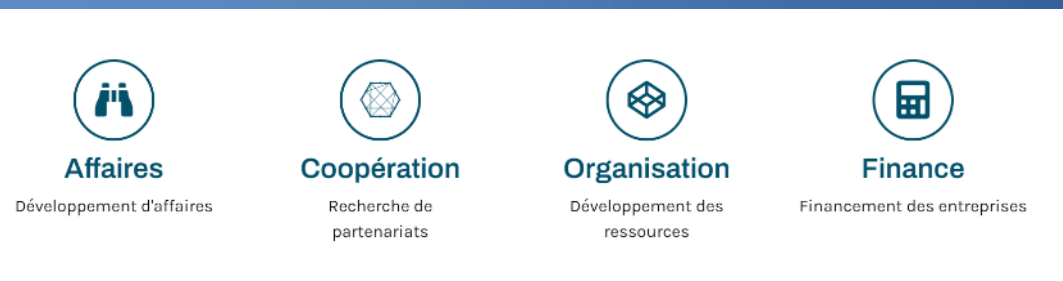 Affaires
Développement d'affaires
Coopération
Recherche de
partenariats
Organisation
Développement des
ressources
Finance
Financement des entreprises